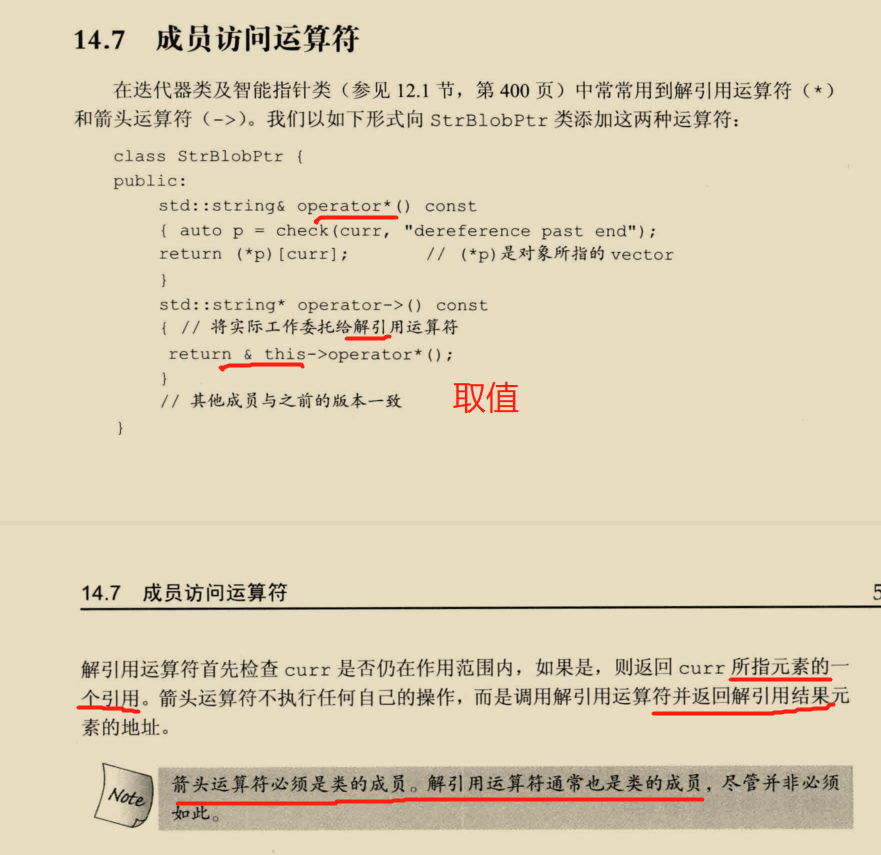 14.7 成员访问运算符
在迭代器类及智能指针类（参见 12.1 节，第 400 页）中常常用到解引用运算符（*）
和箭头运算符（->）。我们以如下形式向 StrBlobPtr 类添加这两种运算符：
class StrBlobPtr {
public:
std::string& operator*() const
{ auto p = check(curr, "dereference past end");
return (*p)[curr]; // (*p)是对象所指的 vector
}
std::string* operator->() const
{ // 将实际工作委托给解引用运算符
return & this->operator*();
}
取值
// 其他成员与之前的版本一致
}
14.7 成员访问运算符 5
解引用运算符首先检查 curr 是否仍在作用范围内，如果是，则返回 curr 所指元素的一
个引用。箭头运算符不执行任何自己的操作，而是调用解引用运算符并返回解引用结果元
素的地址。
Note
箭头运算符必须是类的成员。解引用运算符通常也是类的成员，尽管并非必须
如此。